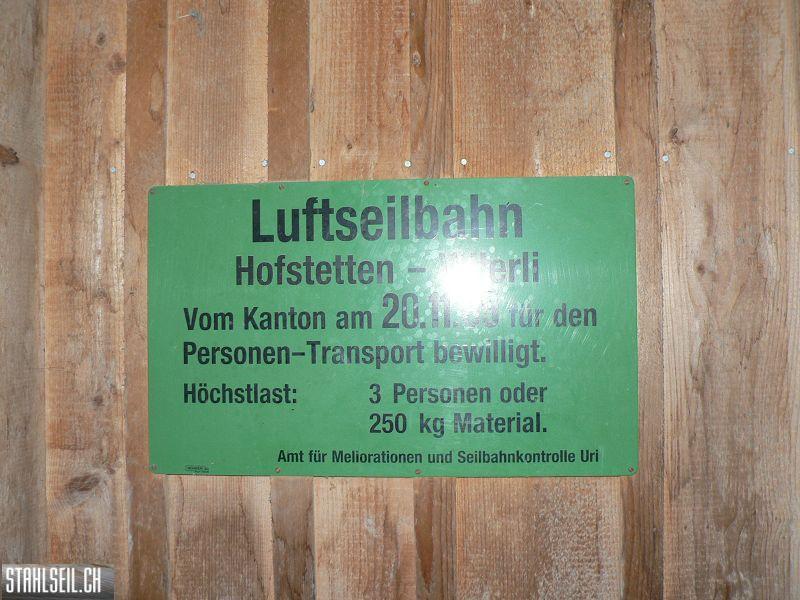 Luftseilbahn
Hofstetten –
Vom Kanton am für den
Personen-Transport bewilligt.
Höchstlast: 3 Personen oder
250 kg Material.
Amt für Meliorationen und Seilbahnkontrolle Uri
STAHLSEIL.CH